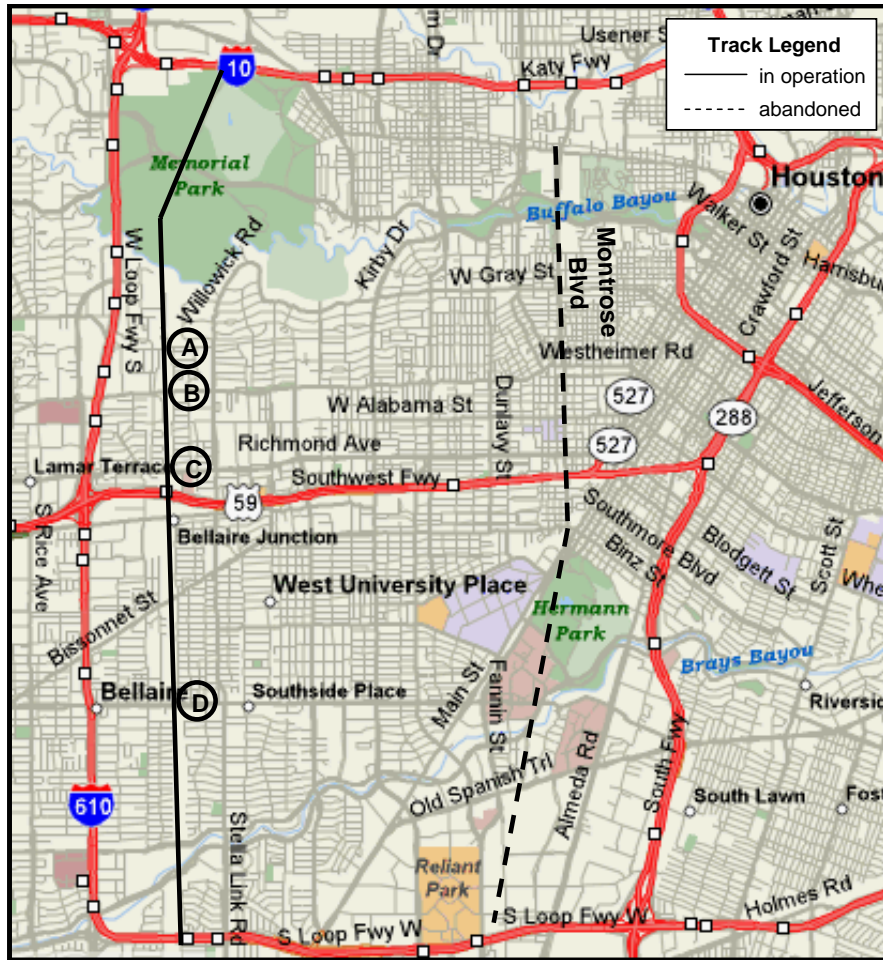 Usener S
Track Legend
in operation
abandoned
10
Katy Fwy
m Dr
Memorial
Park
Houston
Buffalo Bayou
Walker St
W Loop Fwy S
Willowick Rd
Kirby Dr
W Gray St
Montrose
Blvd
Crawford St
Harrisbu
A
Westheimer Rd
B
W Alabama St
Dunlavy St
527
288
Jefferson
Richmond Ave
527
Lamar Terrace
C
Southwest Fwy
59
S Rice Ave
Bellaire Junction
Southmore Blvd
Binz St
Blodgett St
Scott St
Whe
West University Place
Hermann
Park
Bissonnet St
Brays Bayou
Bellaire
D
Southside Place
Main St
Fannin St
Riversid
Old Spanish Trl
Almeda Rd
South Fwy
610
South Lawn
Fost
Stella Link Rd
Reliant
Park
S Loop Fwy W
S Loop Fwy W
Holmes Rd